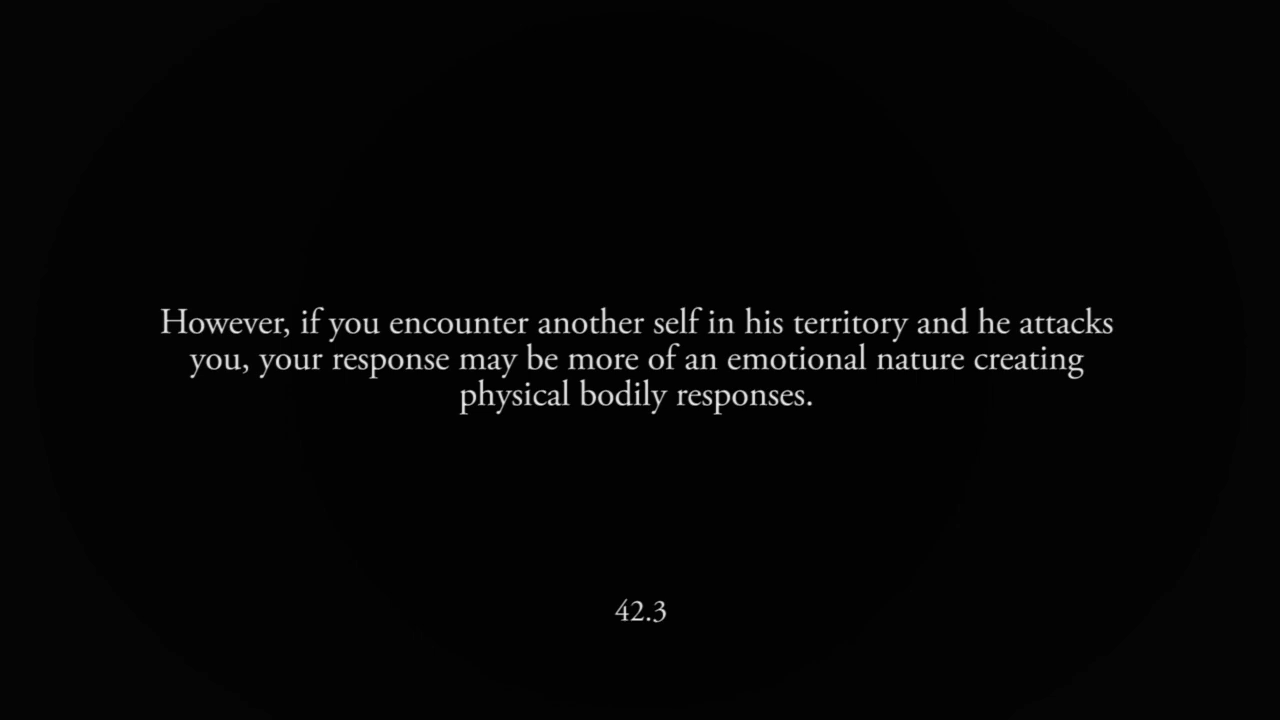 However, if you encounter another self in his territory and he attacks
you, your response may be more of an emotional nature creating
physical bodily responses.
42.3